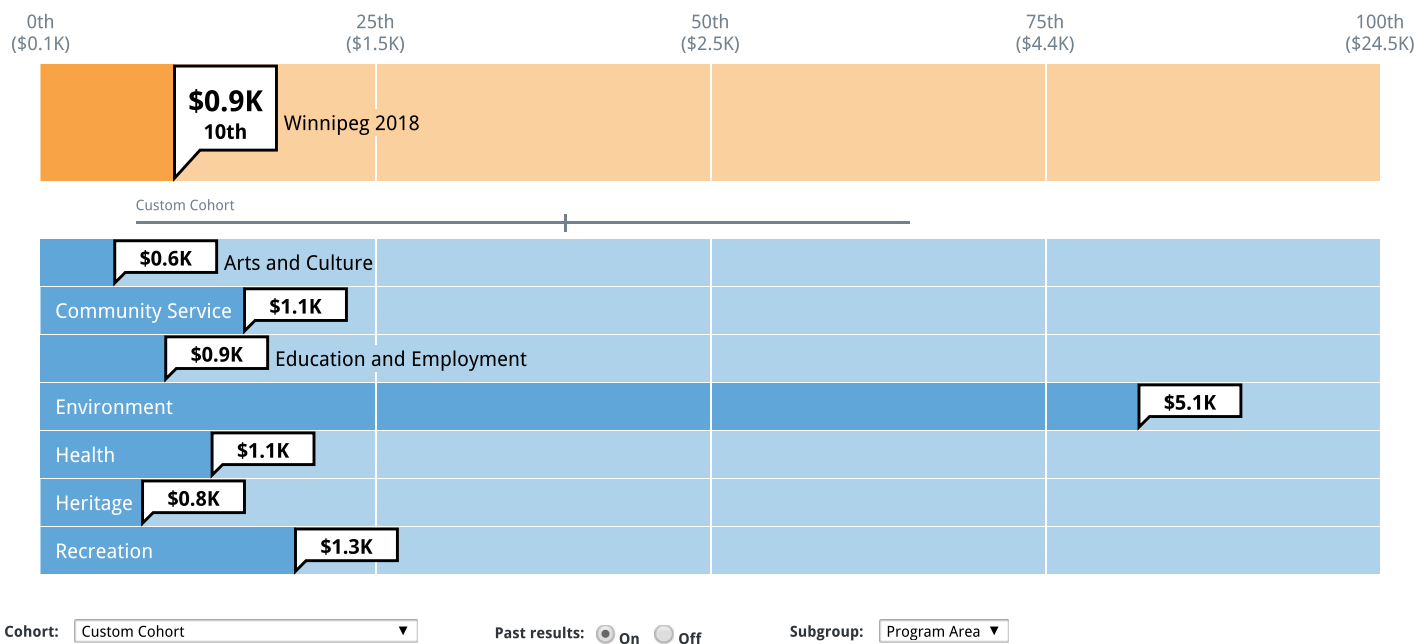 0th 25th 50th 75th 100th
($0.1K) ($1.5K) ($2.5K) ($4.4K) ($24.5K)
$0.9K
10th
Winnipeg 2018
Custom Cohort
$0.6K Arts and Culture
Community Service $1.1K
$0.9K Education and Employment
Environment $5.1K
Health $1.1K
Heritage $0.8K
Recreation $1.3K
Cohort: Custom Cohort ▼ Past results: On Off Subgroup: Program Area ▼